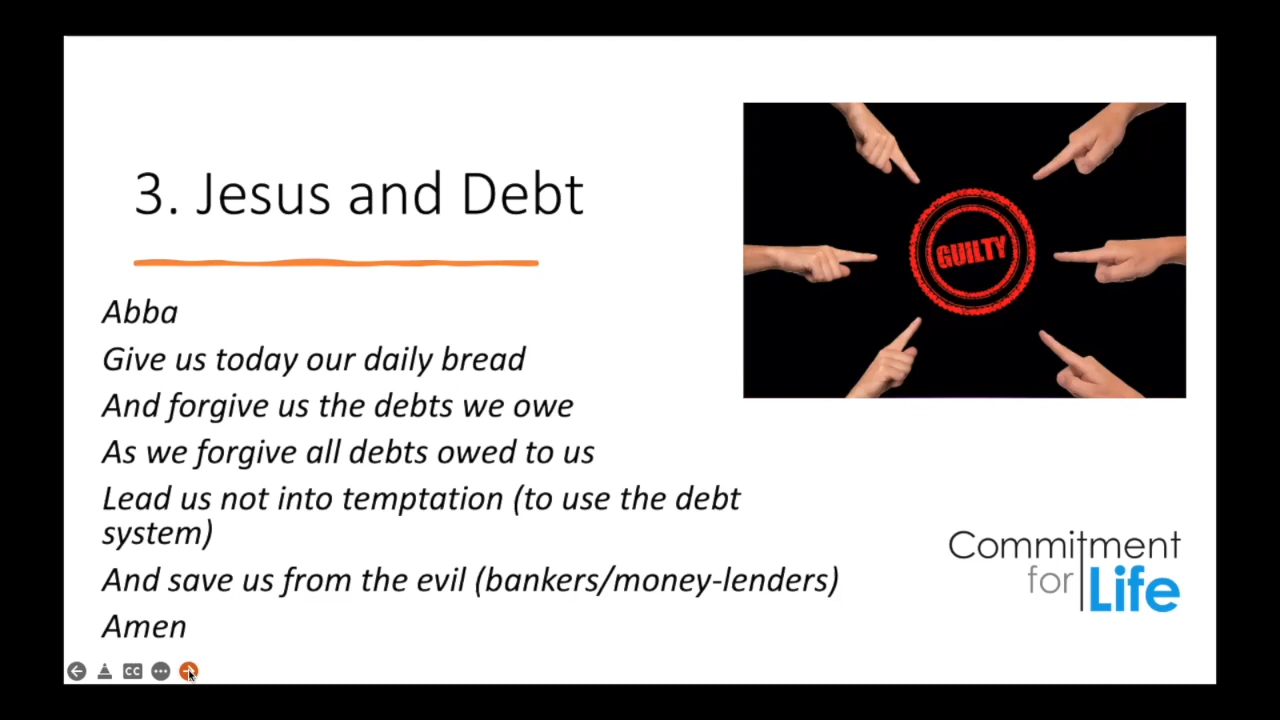 3. Jesus and Debt
GUILTY
Abba
Give us today our daily bread
And forgive us the debts we owe
As we forgive all debts owed to us
Lead us not into temptation (to use the debt
system)
And save us from the evil (bankers/money-lenders)
Amen
Commitment
for Life
CC